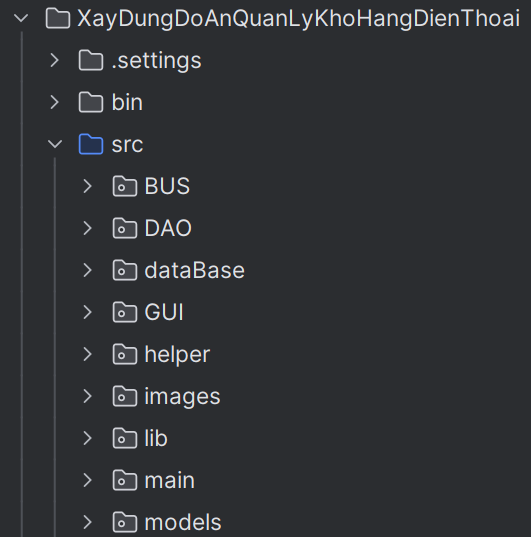 XayDungDoAnQuanLyKhoHangDienThoai
.settings
bin
src
BUS
DAO
dataBase
GUI
helper
images
lib
main
models